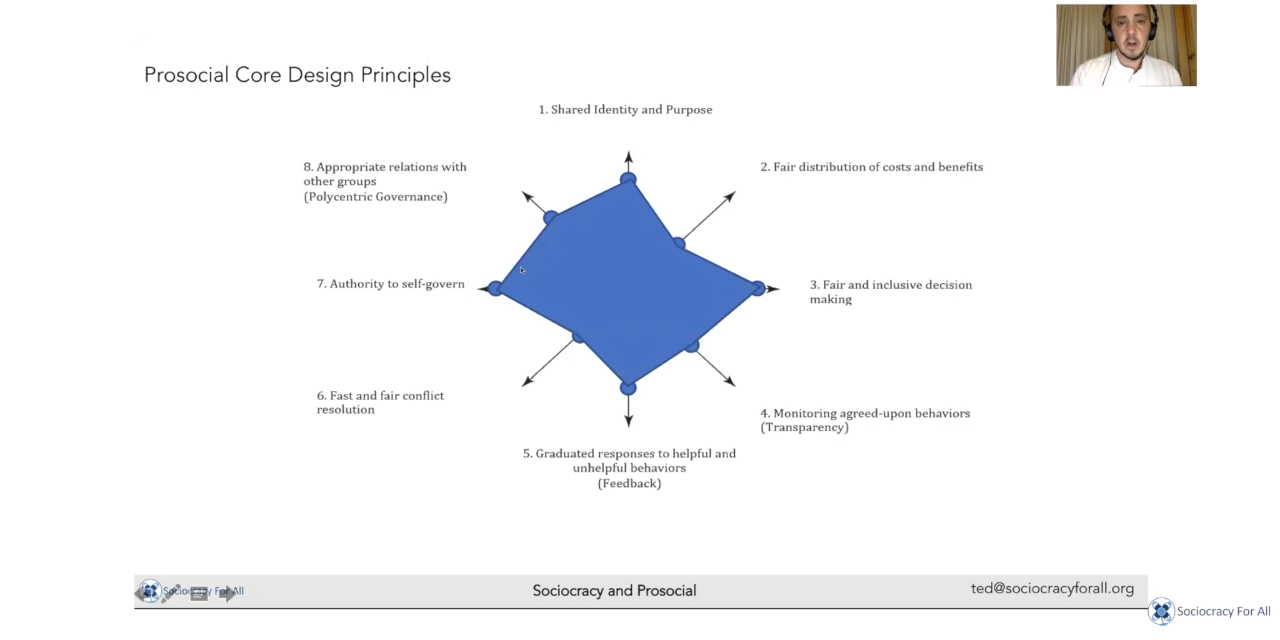 Prosocial Core Design Principles
1. Shared Identity and Purpose
8. Appropriate relations with
other groups
(Polycentric Governance)
2. Fair distribution of costs and benefits
7. Authority to self-govern
3. Fair and inclusive decision
making
6. Fast and fair conflict
resolution
4. Monitoring agreed-upon behaviors
(Transparency)
5. Graduated responses to helpful and
unhelpful behaviors
(Feedback)
Sociocracy For All
Sociocracy and Prosocial
ted@sociocracyforall.org
Sociocracy For All